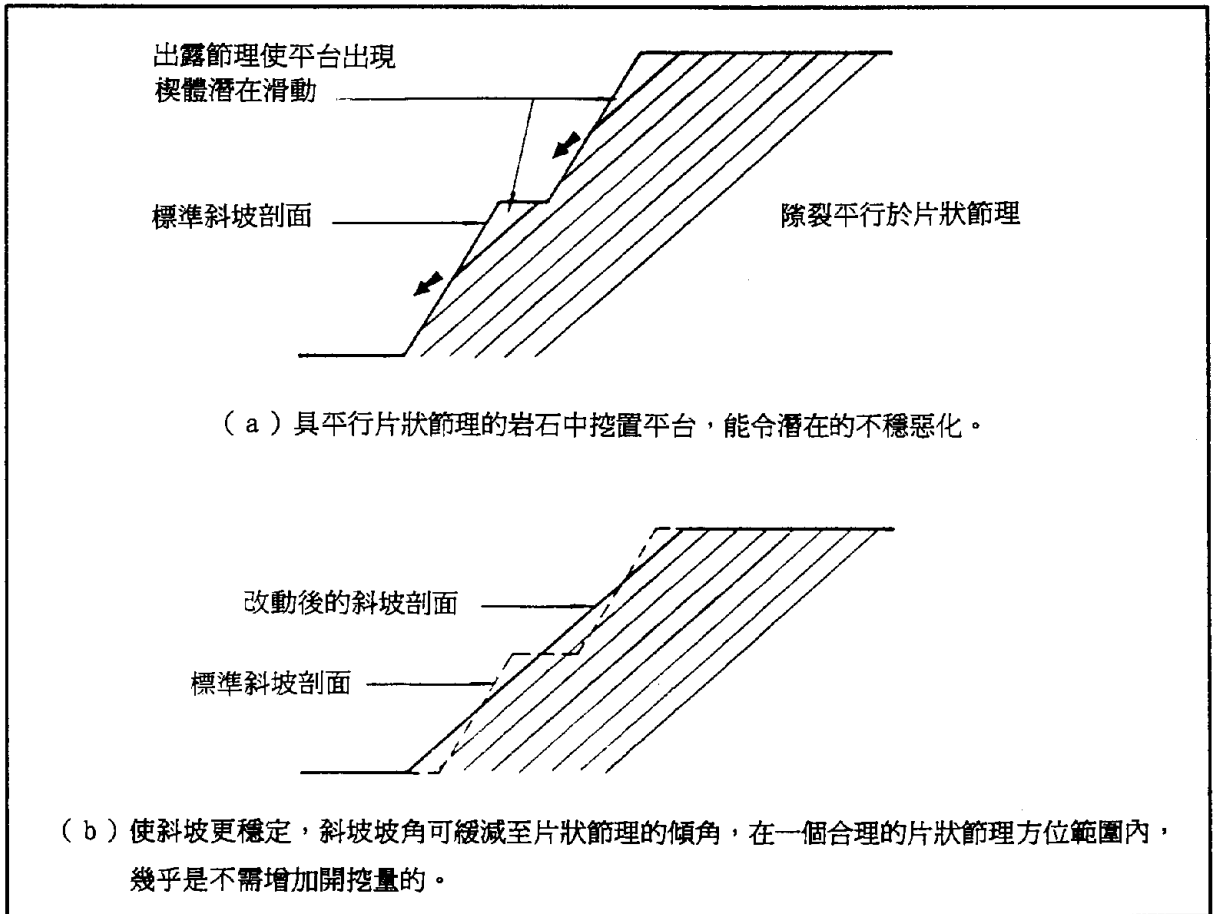 出露節理使平台出現
楔體潛在滑動
標準斜坡剖面
隙裂平行於片狀節理
（a）具平行片狀節理的岩石中挖置平台，能令潛在的不穩惡化。
改動後的斜坡剖面
標準斜坡剖面
（b）使斜坡更穩定，斜坡坡角可緩減至片狀節理的傾角，在一個合理的片狀節理方位範圍內，
幾乎是不需增加開挖量的。